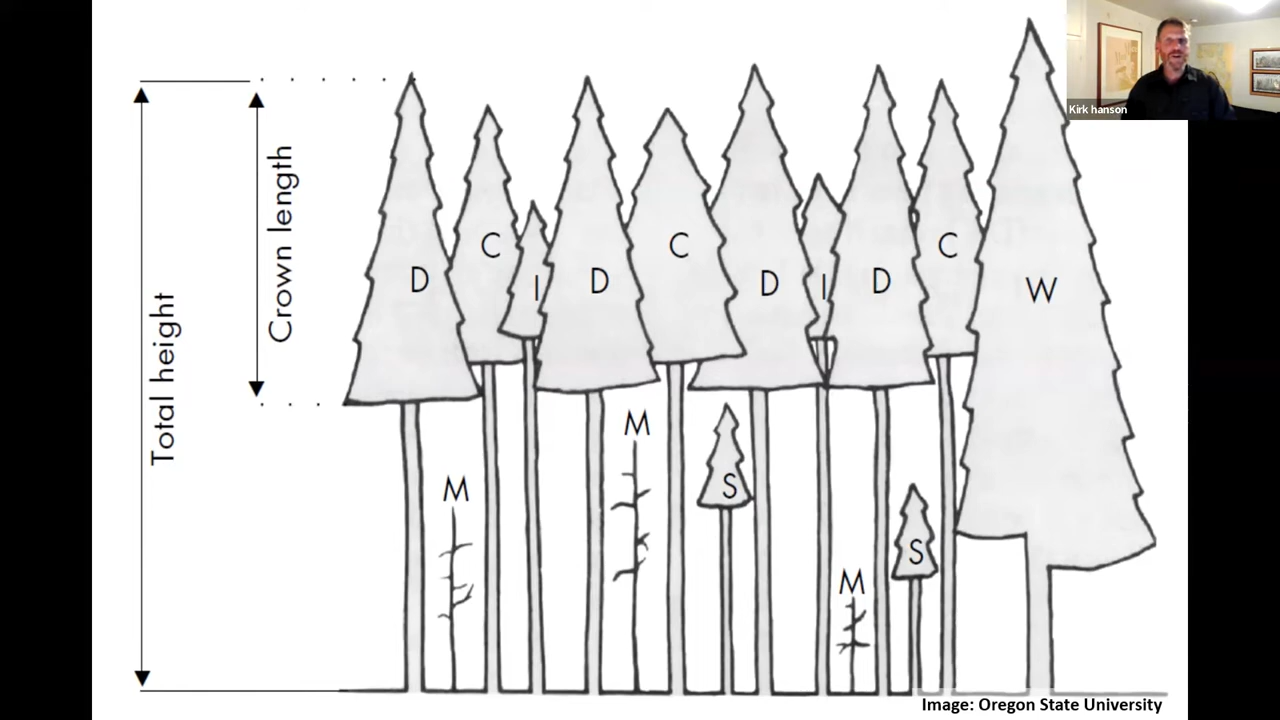 Kirk hanson
Total height
Crown length
D
C
I
D
C
D
I
D
C
W
M
M
S
M
S
Image: Oregon State University